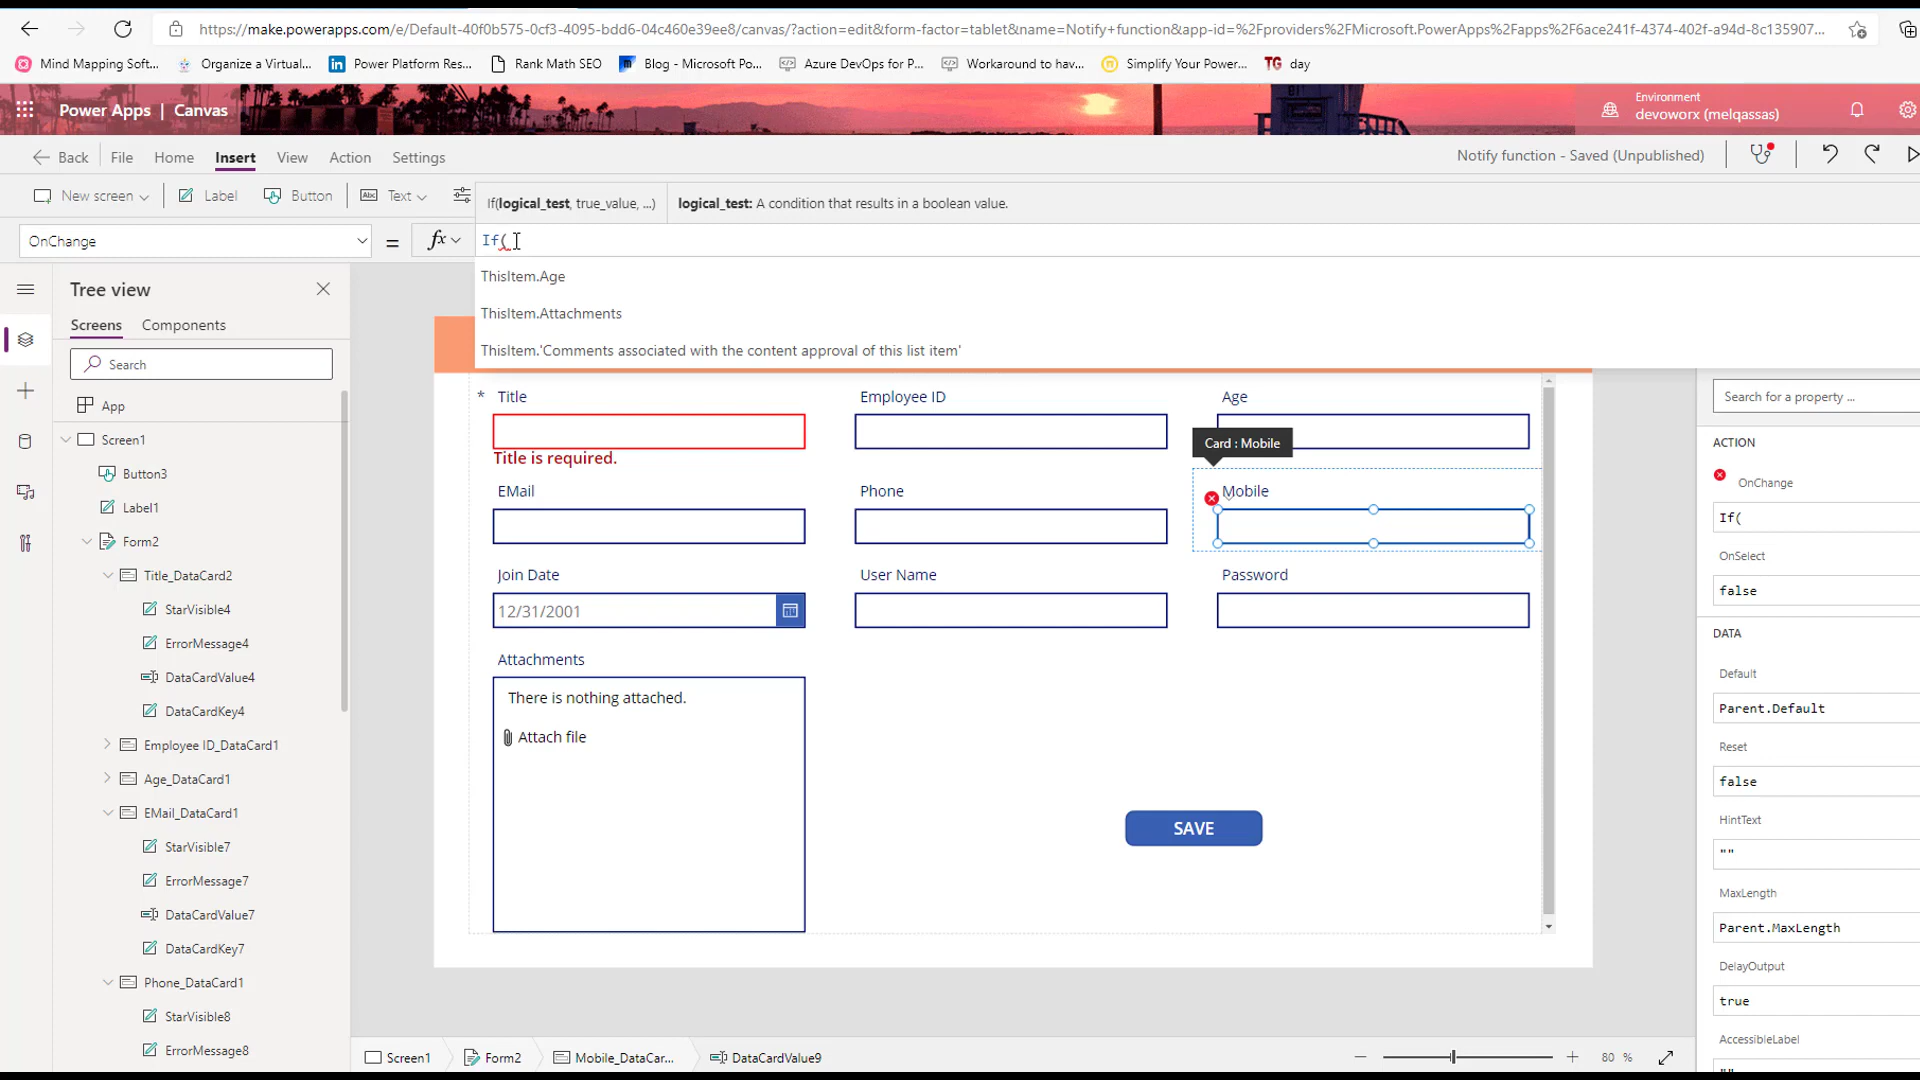 https://make.powerapps.com/e/Default-40f0b575-0cf3-4095-bdd6-04c460e39ee8/canvas/?action=edit&form-factor=tablet&name=Notify+function&app-id=%2Fproviders%2FMicrosoft.PowerApps%2Fapps%2F6ace241f-4374-402f-a94d-8c135907...
Mind Mapping Soft... Organize a Virtual... Power Platform Res... Rank Math SEO Blog - Microsoft Po... Azure DevOps for P... Workaround to hav... Simplify Your Power... TG day
Power Apps | Canvas
Environment
devoworx (melqassas)
Back File Home Insert View Action Settings
Notify function - Saved (Unpublished)
New screen Label Button Abc Text
If(logical_test, true_value, ...) logical_test: A condition that results in a boolean value.
OnChange = fx If(
ThisItem.Age
ThisItem.Attachments
ThisItem.'Comments associated with the content approval of this list item'
Tree view
Screens Components
Search
App
Screen1
Button3
Label1
Form2
Title_DataCard2
StarVisible4
ErrorMessage4
DataCardValue4
DataCardKey4
Employee ID_DataCard1
Age_DataCard1
EMail_DataCard1
StarVisible7
ErrorMessage7
DataCardValue7
DataCardKey7
Phone_DataCard1
StarVisible8
ErrorMessage8
* Title Employee ID Age
Title is required.
Card : Mobile
EMail Phone Mobile
Join Date User Name Password
12/31/2001
Attachments
There is nothing attached.
Attach file
SAVE
Search for a property ...
ACTION
OnChange
If(
OnSelect
false
DATA
Default
Parent.Default
Reset
false
HintText
""
MaxLength
Parent.MaxLength
DelayOutput
true
AccessibleLabel
""
Screen1 Form2 Mobile_DataCar... DataCardValue9
80 %